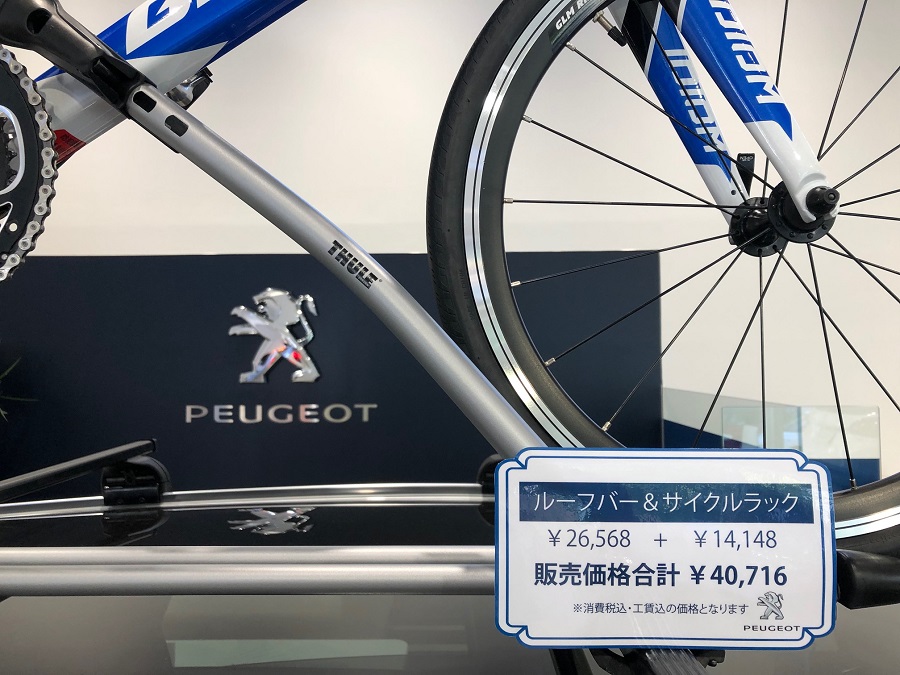 GLM
THULE
PEUGEOT
ルーフバー＆サイクルラック
￥26,568 + ￥14,148
販売価格合計 ￥40,716
※消費税込・工賃込の価格となります
PEUGEOT